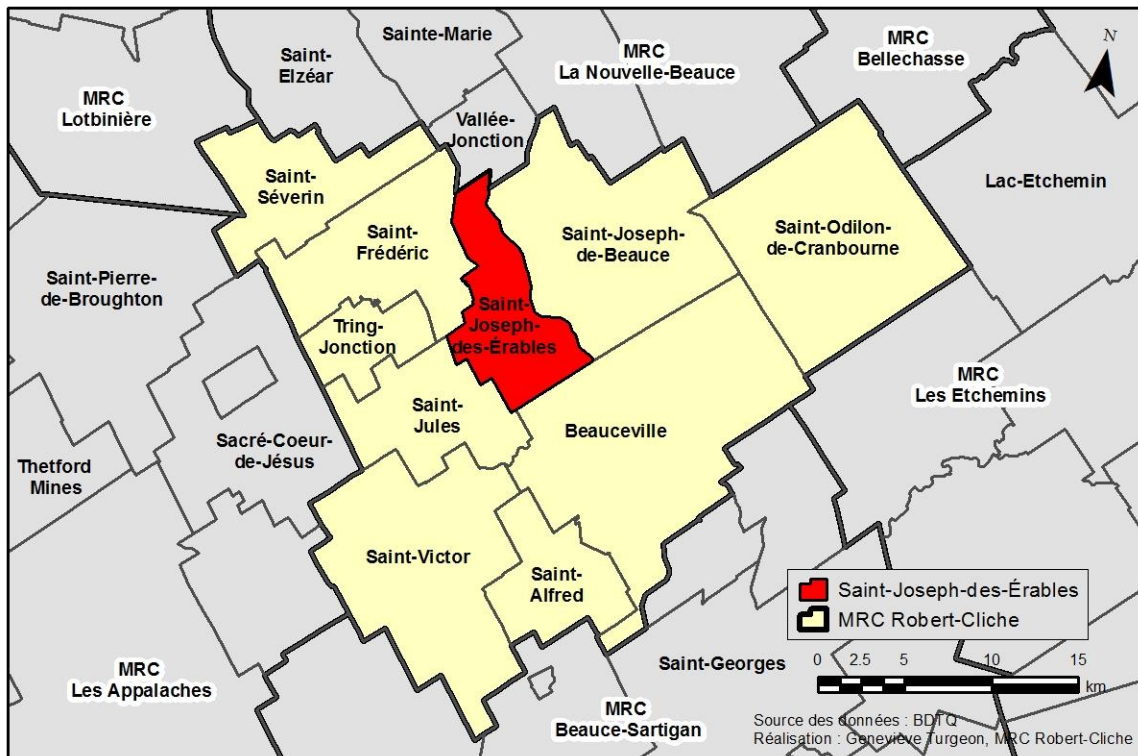 Sainte-Marie
Saint-
Elzéar
MRC
La Nouvelle-Beauce
MRC
Bellechasse
N
MRC
Lotbinière
Vallée-
Jonction
Saint-
Séverin
Lac-Etchemin
Saint-
Frédéric
Saint-Joseph-
de-Beauce
Saint-Odilon-
de-Cranbourne
Saint-Pierre-
de-Broughton
Saint-
Joseph-
des-Érables
Tring-
Jonction
MRC
Les Etchemins
Saint-
Jules
Beauceville
Sacré-Coeur-
de-Jésus
Thetford
Mines
Saint-Victor
Saint-
Alfred
Saint-Joseph-des-Érables
MRC Robert-Cliche
MRC
Les Appalaches
Saint-Georges
0 2.5 5 10 15
km
MRC
Beauce-Sartigan
Source des données : BDTQ
Réalisation : Geneviève Turgeon, MRC Robert-Cliche